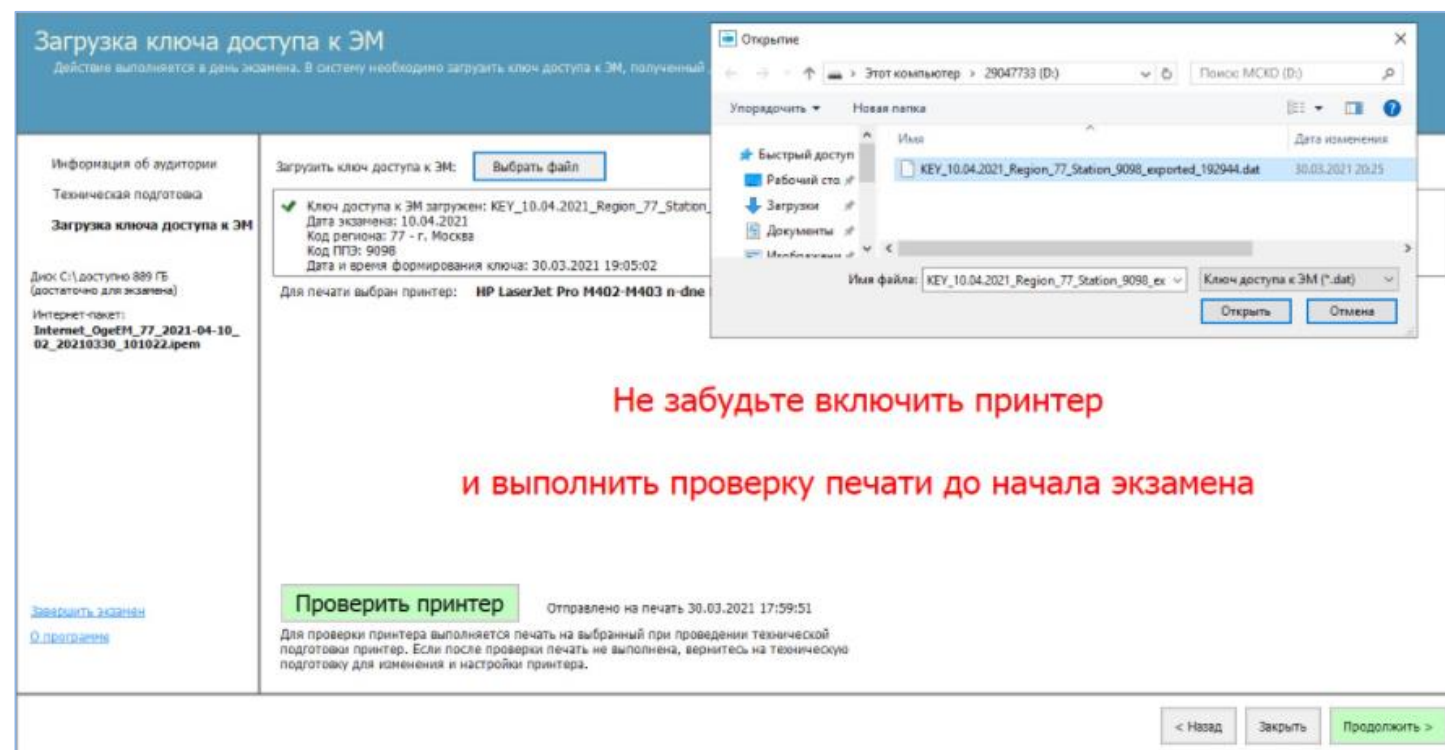 Загрузка ключа доступа к ЭМ
Действие выполняется в день экзамена. В систему необходимо загрузить ключ доступа к ЭМ, полученный
Информация об аудитории
Техническая подготовка
Загрузка ключа доступа к ЭМ
Диск C:\ доступно 889 ГБ
(достаточно для экзамена)
Интернет-пакет:
Internet_OgeEM_77_2021-04-10_
02_20210330_101022.ipem
Завершить экзамен
О программе
Загрузить ключ доступа к ЭМ: Выбрать файл
Ключ доступа к ЭМ загружен: KEY_10.04.2021_Region_77_Station_
Дата экзамена: 10.04.2021
Код региона: 77 - г. Москва
Код ППЭ: 9098
Дата и время формирования ключа: 30.03.2021 19:05:02
Для печати выбран принтер: HP LaserJet Pro M402-M403 n-dne
Открытие
Этот компьютер > 29047733 (D:)
Поиск: МСКО (D:)
Упорядочить Новая папка
Имя Дата изменения
Быстрый доступ
Рабочий сто
Загрузки
Документы
Изображени
KEY_10.04.2021_Region_77_Station_9098_exported_192944.dat 30.03.2021 20:25
Имя файла: KEY_10.04.2021_Region_77_Station_9098_ex Ключ доступа к ЭМ (*.dat)
Открыть Отмена
Не забудьте включить принтер
и выполнить проверку печати до начала экзамена
Проверить принтер Отправлено на печать 30.03.2021 17:59:51
Для проверки принтера выполняется печать на выбранный при проведении технической
подготовки принтер. Если после проверки печать не выполнена, вернитесь на техническую
подготовку для изменения и настройки принтера.
< Назад Закрыть Продолжить >